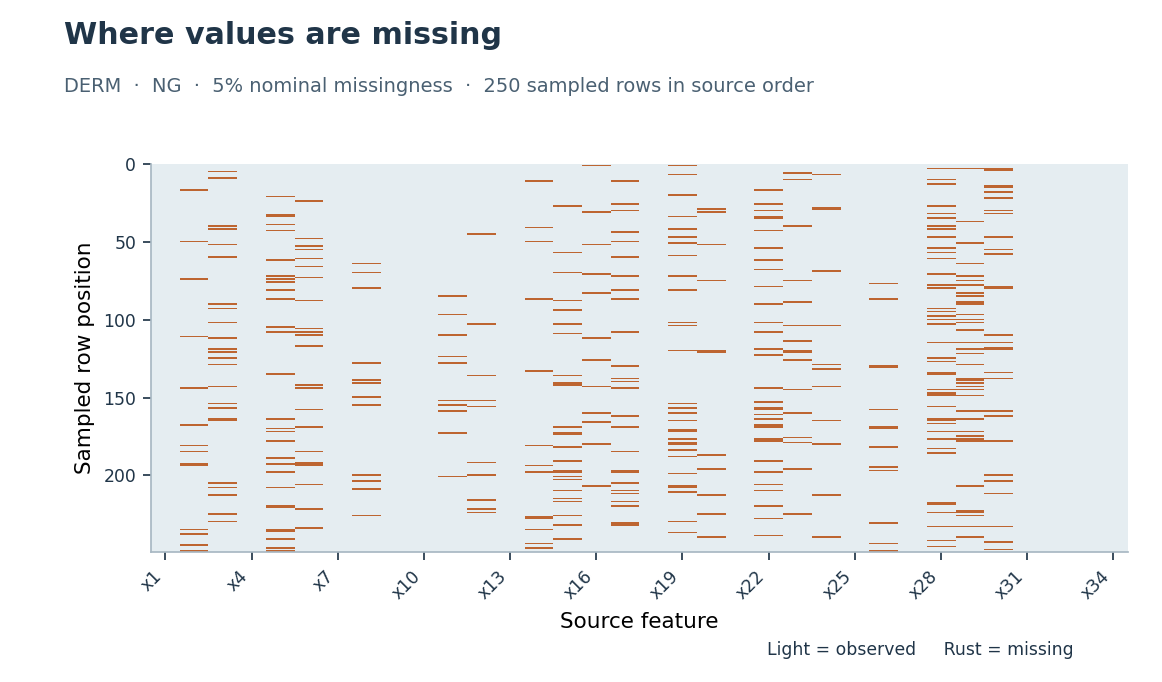 Where values are missing
DERM · NG · 5% nominal missingness · 250 sampled rows in source order
0
50
100
150
200
Sampled row position
x1 x4 x7 x10 x13 x16 x19 x22 x25 x28 x31 x34
Source feature
Light = observed Rust = missing